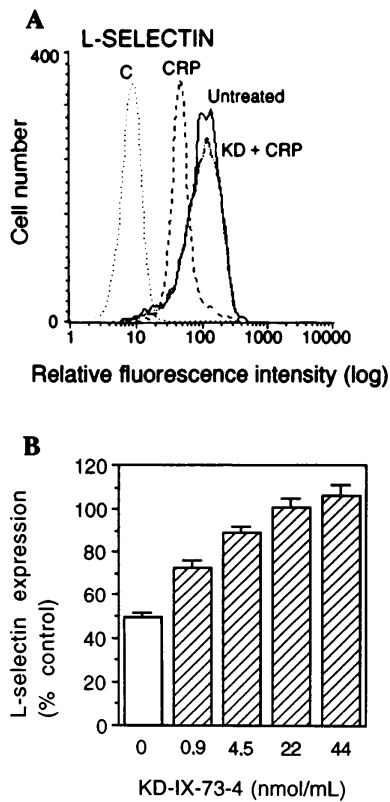 A
L-SELECTIN
400
C
CRP
Untreated
KD + CRP
Cell number
0
1
10
100
1000
10000
Relative fluorescence intensity (log)
B
120
100
80
60
40
20
0
L-selectin expression
(% control)
0
0.9
4.5
22
44
KD-IX-73-4 (nmol/mL)